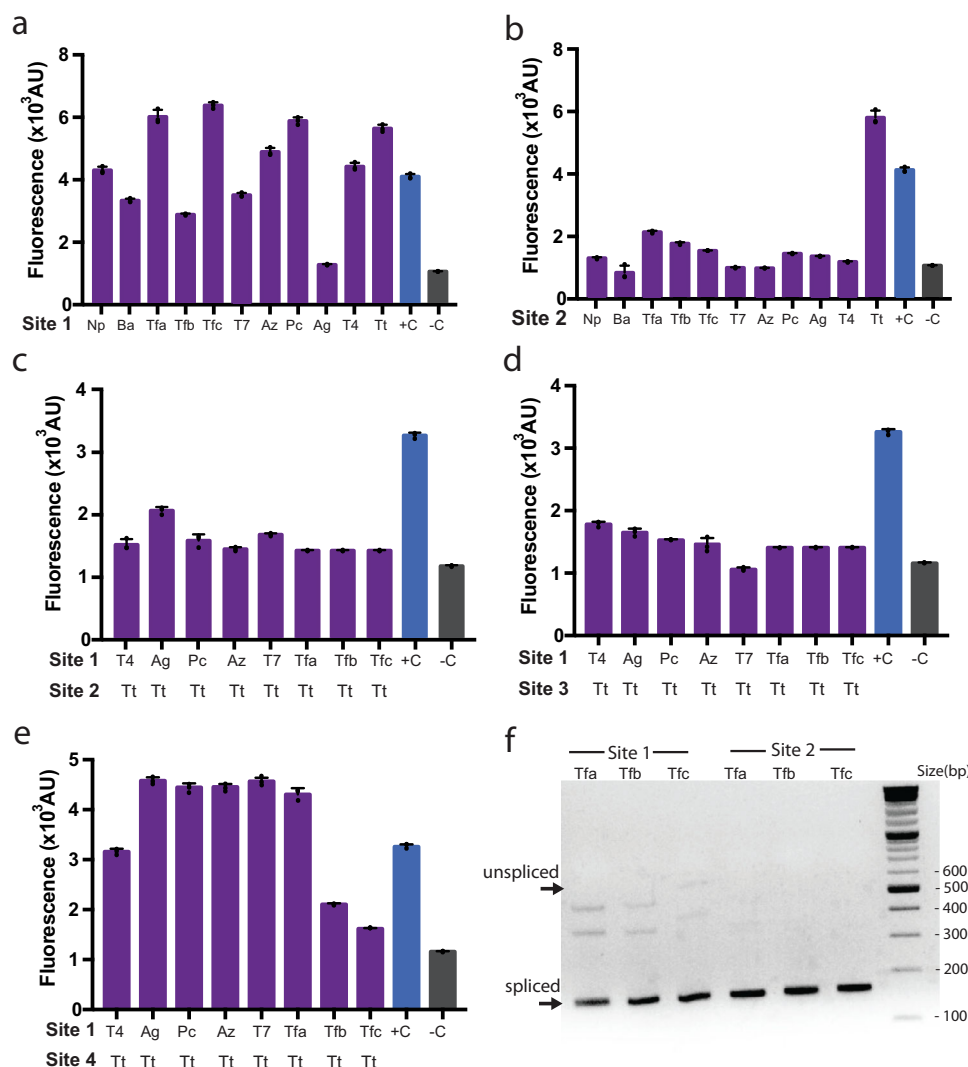 a
Fluorescence (x10³AU)
8
6
4
2
0
Site 1 Np Ba Tfa Tfb Tfc T7 Az Pc Ag T4 Tt +C -C
b
Fluorescence (x10³AU)
8
6
4
2
0
Site 2 Np Ba Tfa Tfb Tfc T7 Az Pc Ag T4 Tt +C -C
c
Fluorescence (x10³AU)
4
3
2
1
0
Site 1 T4 Ag Pc Az T7 Tfa Tfb Tfc +C -C
Site 2 Tt Tt Tt Tt Tt Tt Tt Tt
d
Fluorescence (x10³AU)
4
3
2
1
0
Site 1 T4 Ag Pc Az T7 Tfa Tfb Tfc +C -C
Site 3 Tt Tt Tt Tt Tt Tt Tt Tt
e
Fluorescence (x10³AU)
5
4
3
2
1
0
Site 1 T4 Ag Pc Az T7 Tfa Tfb Tfc +C -C
Site 4 Tt Tt Tt Tt Tt Tt Tt Tt
f
Site 1 Site 2
Tfa Tfb Tfc Tfa Tfb Tfc Size(bp)
unspliced
spliced
- 600
- 500
- 400
- 300
- 200
- 100